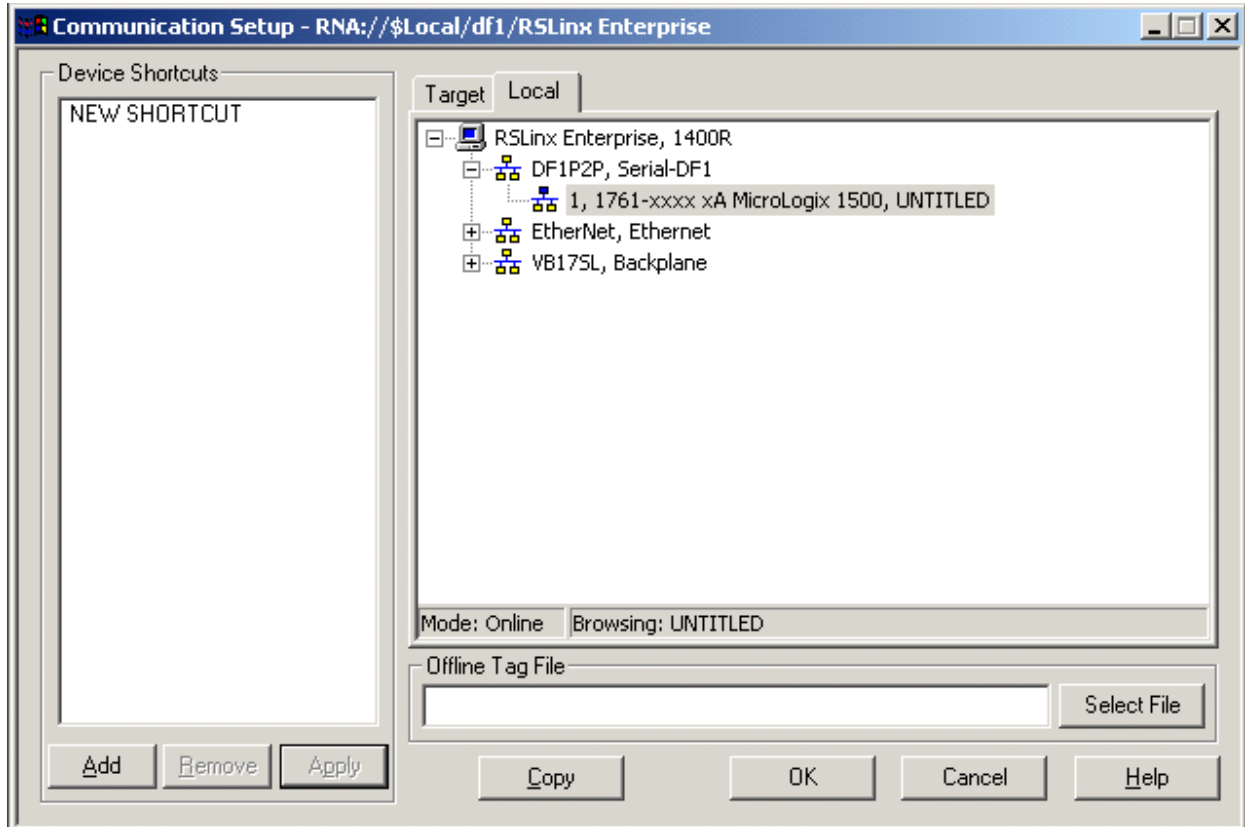 Communication Setup - RNA://$Local/df1/RSLinx Enterprise
Device Shortcuts
NEW SHORTCUT
Add
Remove
Apply
Target
Local
RSLinx Enterprise, 1400R
DF1P2P, Serial-DF1
1, 1761-xxxx xA MicroLogix 1500, UNTITLED
EtherNet, Ethernet
VB17SL, Backplane
Mode: Online
Browsing: UNTITLED
Offline Tag File
Select File
Copy
OK
Cancel
Help